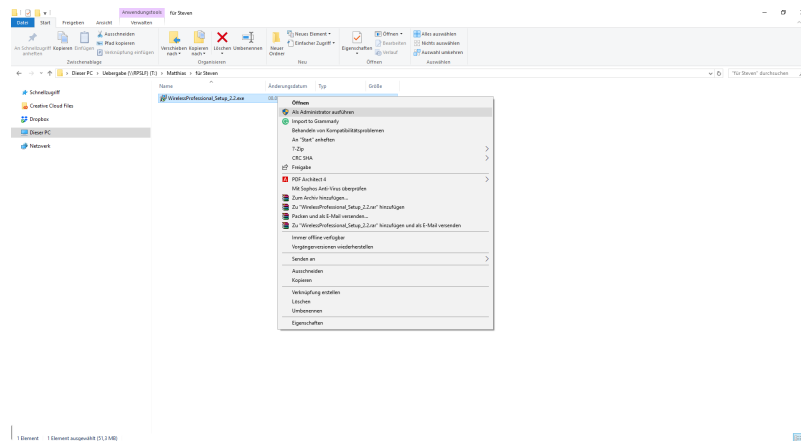 Anwendungstools für Steven
Datei Start Freigeben Ansicht Verwalten
An Schnellzugriff anheften
Kopieren
Einfügen
Ausschneiden
Pfad kopieren
Verknüpfung einfügen
Zwischenablage
Verschieben nach
Kopieren nach
Löschen
Umbenennen
Organisieren
Neuer Ordner
Neues Element
Einfacher Zugriff
Neu
Eigenschaften
Öffnen
Bearbeiten
Verlauf
Öffnen
Alles auswählen
Nichts auswählen
Auswahl umkehren
Auswählen
Dieser PC > Uebergabe (\\RPSLF) (T:) > Matthias > für Steven
"für Steven" durchsuchen
Schnellzugriff
Creative Cloud Files
Dropbox
Dieser PC
Netzwerk
Name Änderungsdatum Typ Größe
WirelessProfessional_Setup_2.2.exe
Öffnen
Als Administrator ausführen
Import to Grammarly
Behandeln von Kompatibilitätsproblemen
An "Start" anheften
7-Zip
CRC SHA
Freigabe
PDF Architect 4
Mit Sophos Anti-Virus überprüfen
Zum Archiv hinzufügen...
Zu "WirelessProfessional_Setup_2.2.rar" hinzufügen
Packen und als E-Mail versenden...
Zu "WirelessProfessional_Setup_2.2.rar" hinzufügen und als E-Mail versenden
Immer offline verfügbar
Vorgängerversionen wiederherstellen
Senden an
Ausschneiden
Kopieren
Verknüpfung erstellen
Löschen
Umbenennen
Eigenschaften
1 Element 1 Element ausgewählt (51,3 MB)